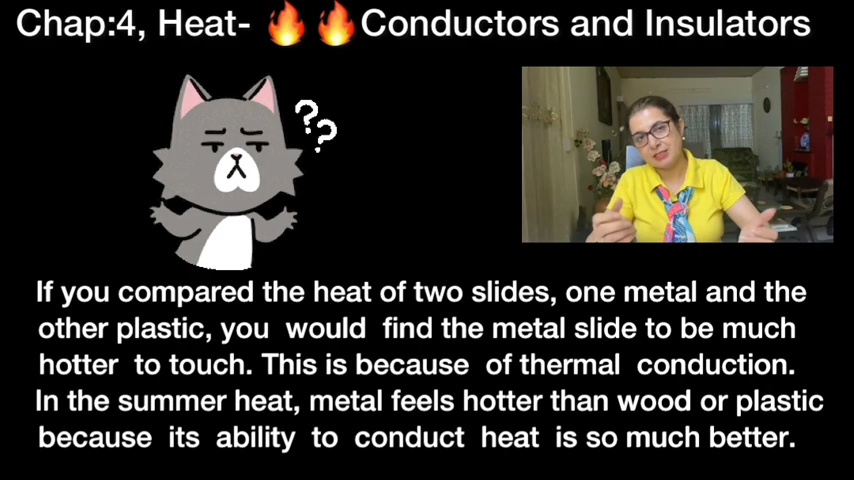 Chap:4, Heat- 🔥🔥Conductors and Insulators
??
If you compared the heat of two slides, one metal and the
other plastic, you would find the metal slide to be much
hotter to touch. This is because of thermal conduction.
In the summer heat, metal feels hotter than wood or plastic
because its ability to conduct heat is so much better.